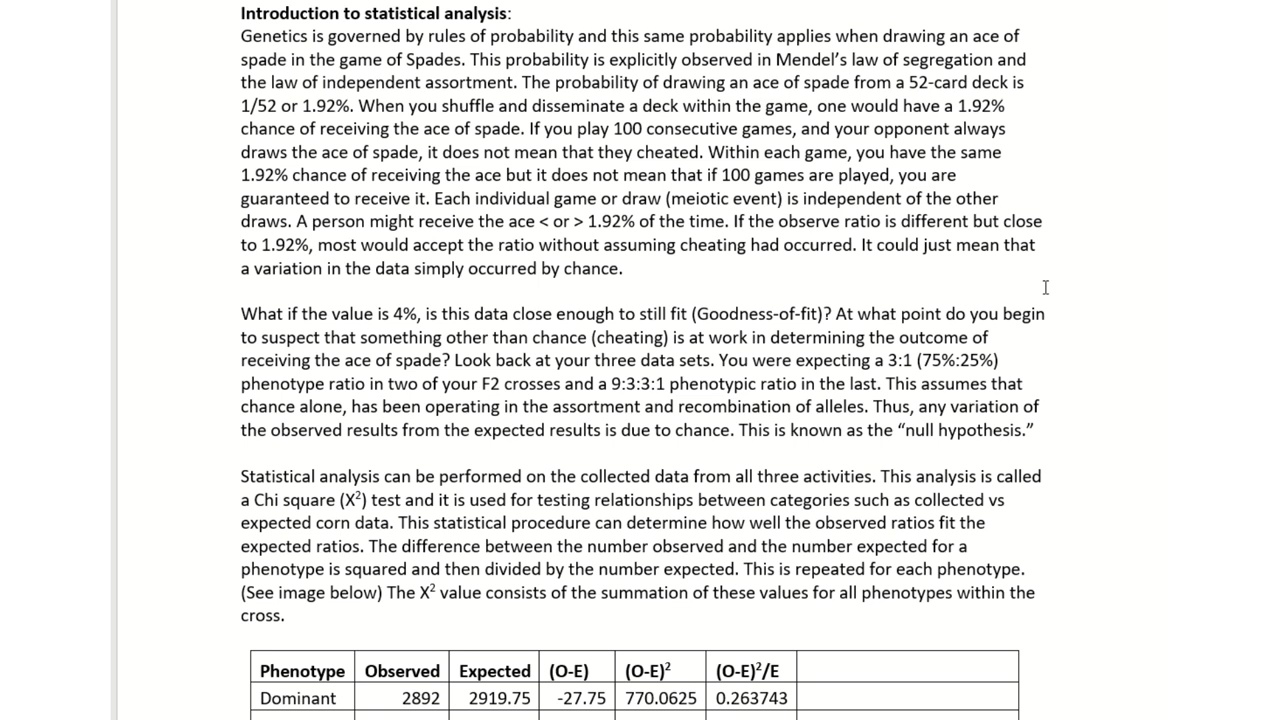 Introduction to statistical analysis:
Genetics is governed by rules of probability and this same probability applies when drawing an ace of
spade in the game of Spades. This probability is explicitly observed in Mendel’s law of segregation and
the law of independent assortment. The probability of drawing an ace of spade from a 52-card deck is
1/52 or 1.92%. When you shuffle and disseminate a deck within the game, one would have a 1.92%
chance of receiving the ace of spade. If you play 100 consecutive games, and your opponent always
draws the ace of spade, it does not mean that they cheated. Within each game, you have the same
1.92% chance of receiving the ace but it does not mean that if 100 games are played, you are
guaranteed to receive it. Each individual game or draw (meiotic event) is independent of the other
draws. A person might receive the ace < or > 1.92% of the time. If the observe ratio is different but close
to 1.92%, most would accept the ratio without assuming cheating had occurred. It could just mean that
a variation in the data simply occurred by chance.
What if the value is 4%, is this data close enough to still fit (Goodness-of-fit)? At what point do you begin
to suspect that something other than chance (cheating) is at work in determining the outcome of
receiving the ace of spade? Look back at your three data sets. You were expecting a 3:1 (75%:25%)
phenotype ratio in two of your F2 crosses and a 9:3:3:1 phenotypic ratio in the last. This assumes that
chance alone, has been operating in the assortment and recombination of alleles. Thus, any variation of
the observed results from the expected results is due to chance. This is known as the “null hypothesis.”
Statistical analysis can be performed on the collected data from all three activities. This analysis is called
a Chi square (X²) test and it is used for testing relationships between categories such as collected vs
expected corn data. This statistical procedure can determine how well the observed ratios fit the
expected ratios. The difference between the number observed and the number expected for a
phenotype is squared and then divided by the number expected. This is repeated for each phenotype.
(See image below) The X² value consists of the summation of these values for all phenotypes within the
cross.
Phenotype Observed Expected (O-E) (O-E)² (O-E)²/E
Dominant 2892 2919.75 -27.75 770.0625 0.263743